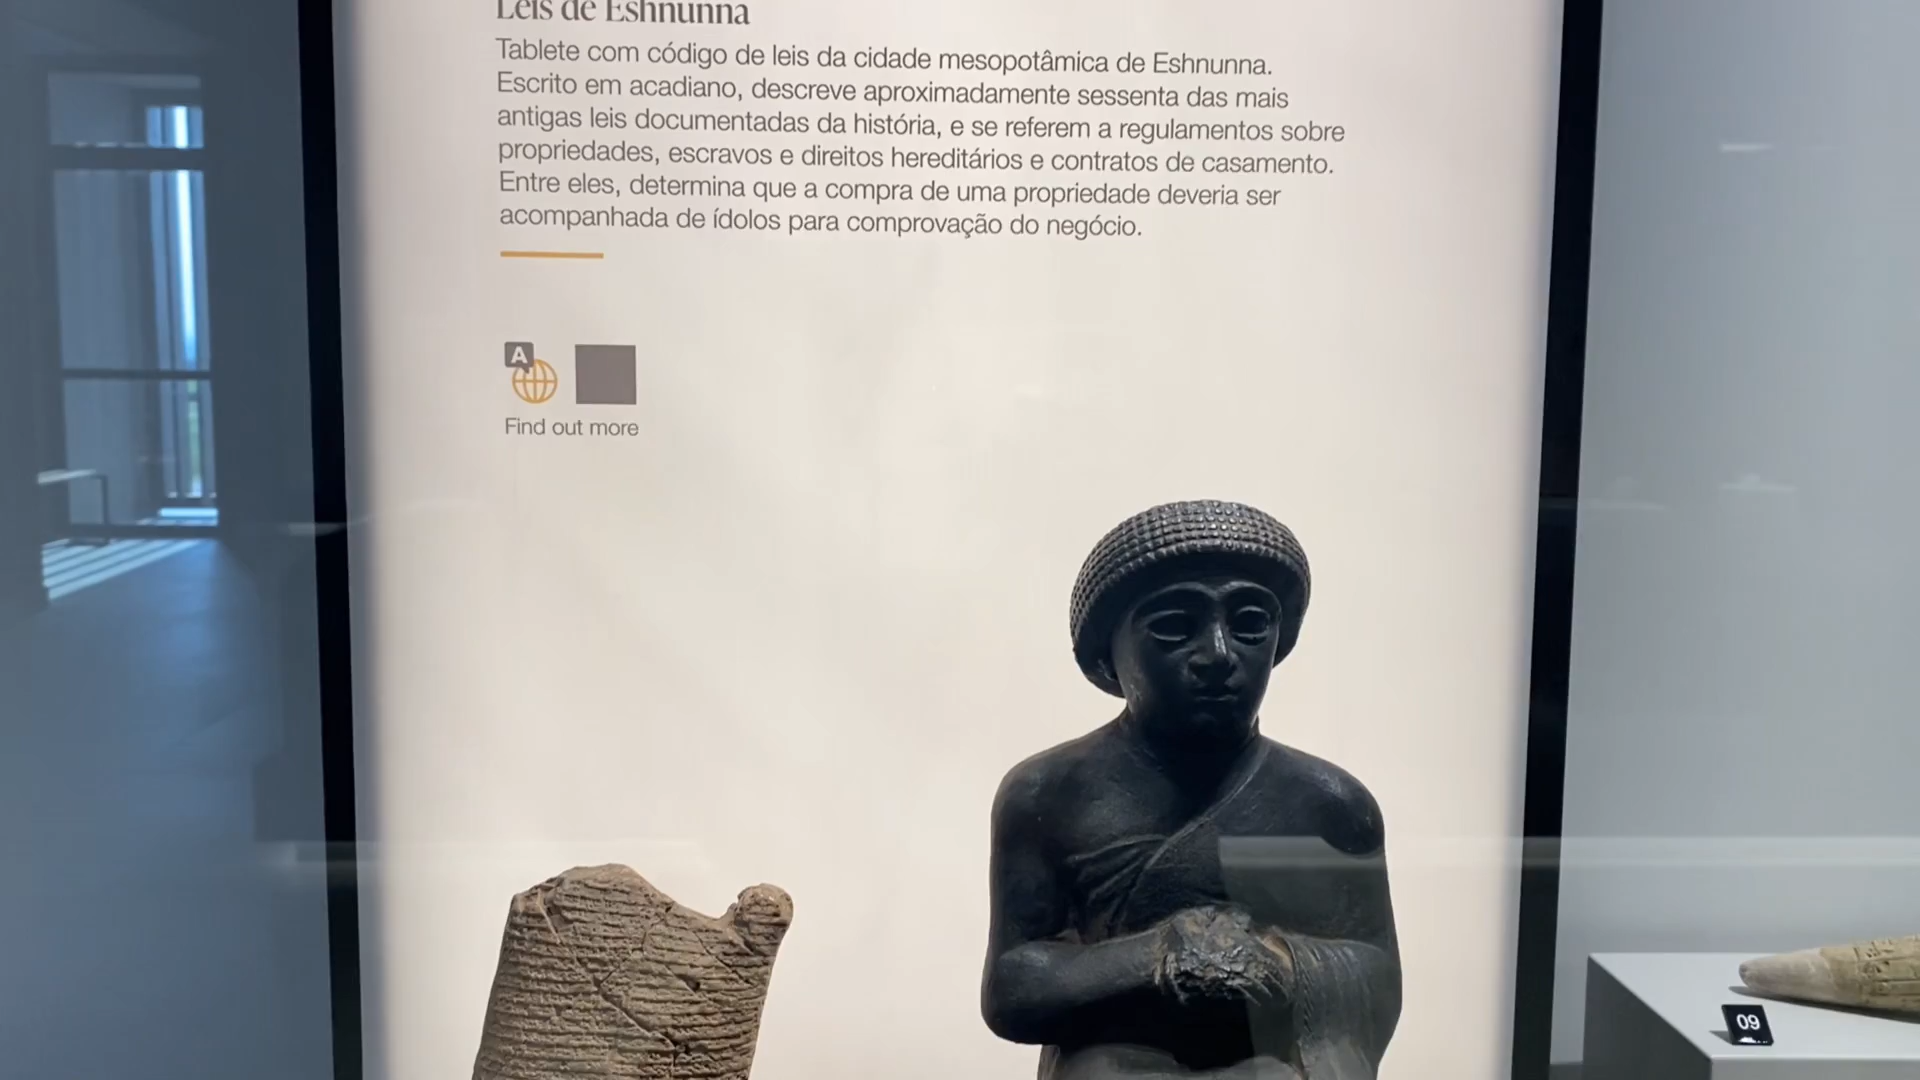 Leis de Eshnunna
Tablete com código de leis da cidade mesopotâmica de Eshnunna.
Escrito em acadiano, descreve aproximadamente sessenta das mais
antigas leis documentadas da história, e se referem a regulamentos sobre
propriedades, escravos e direitos hereditários e contratos de casamento.
Entre eles, determina que a compra de uma propriedade deveria ser
acompanhada de ídolos para comprovação do negócio.
A
Find out more
09